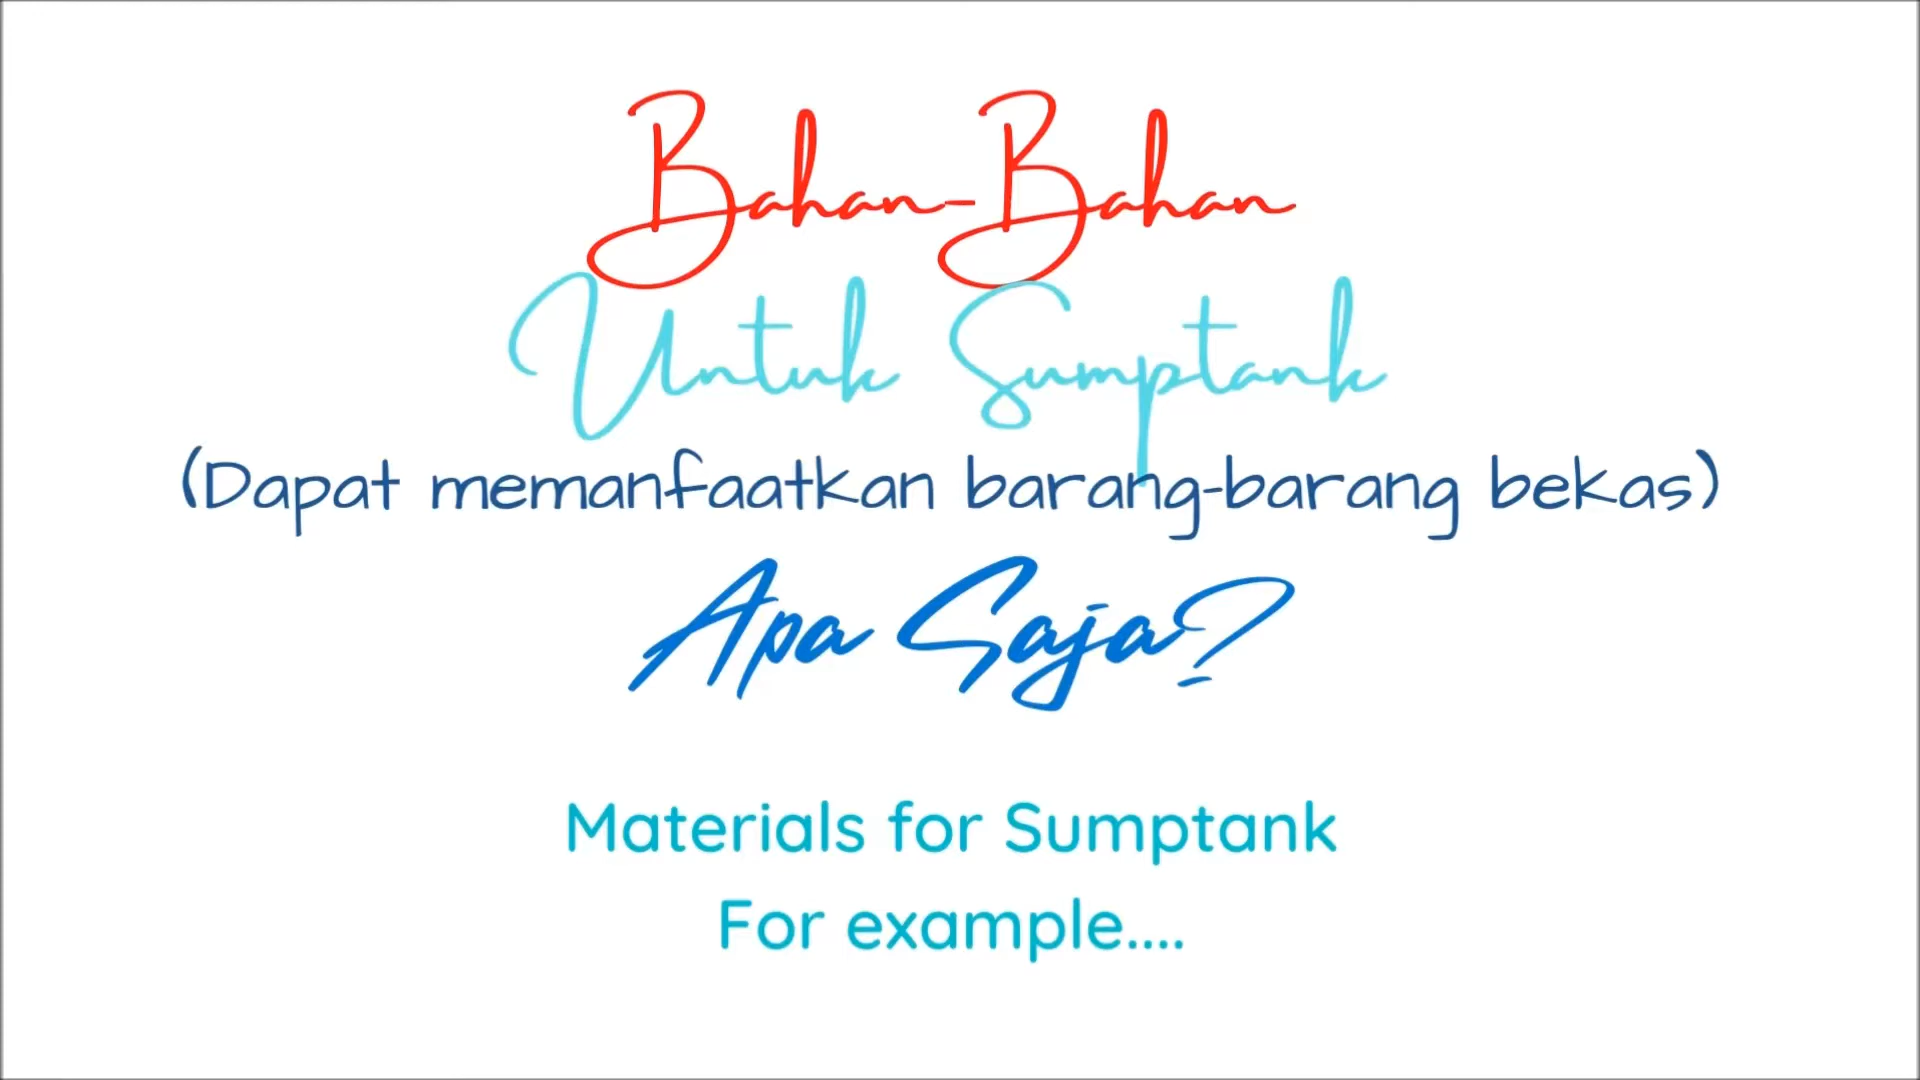 Bahan-Bahan
Untuk Sumptank
(Dapat memanfaatkan barang-barang bekas)
Apa Saja?
Materials for Sumptank
For example....